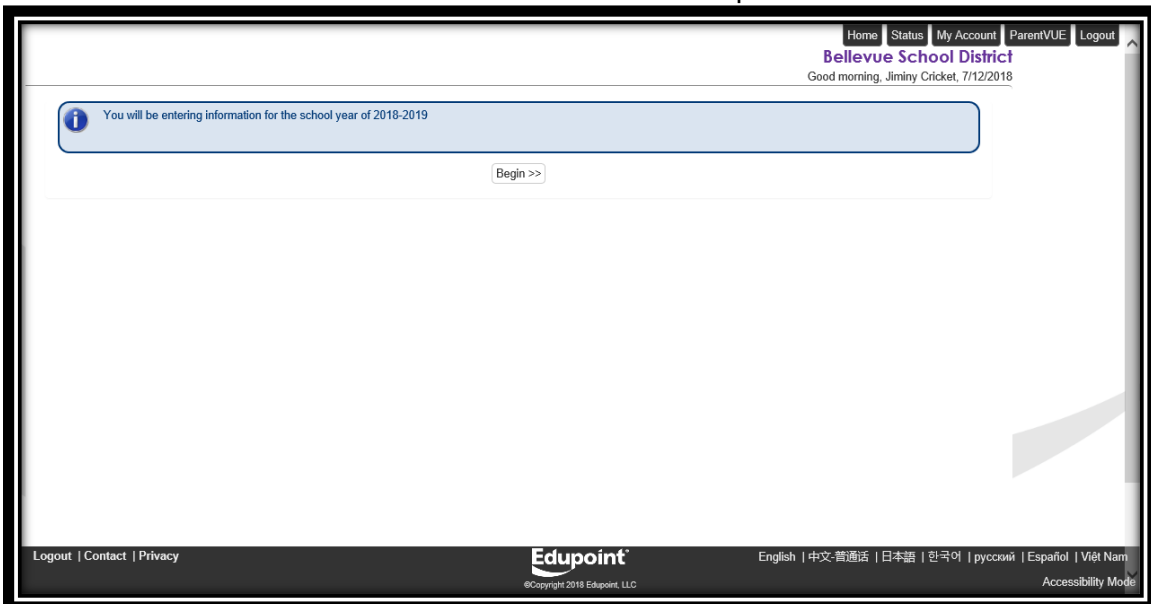 Home Status My Account ParentVUE Logout
Bellevue School District
Good morning, Jiminy Cricket, 7/12/2018
You will be entering information for the school year of 2018-2019
Begin >>
Logout | Contact | Privacy
Edupoint
English | 中文-普通话 | 日本語 | 한국어 | русский | Español | Việt Nam
©Copyright 2018 Edupoint, LLC
Accessibility Mode